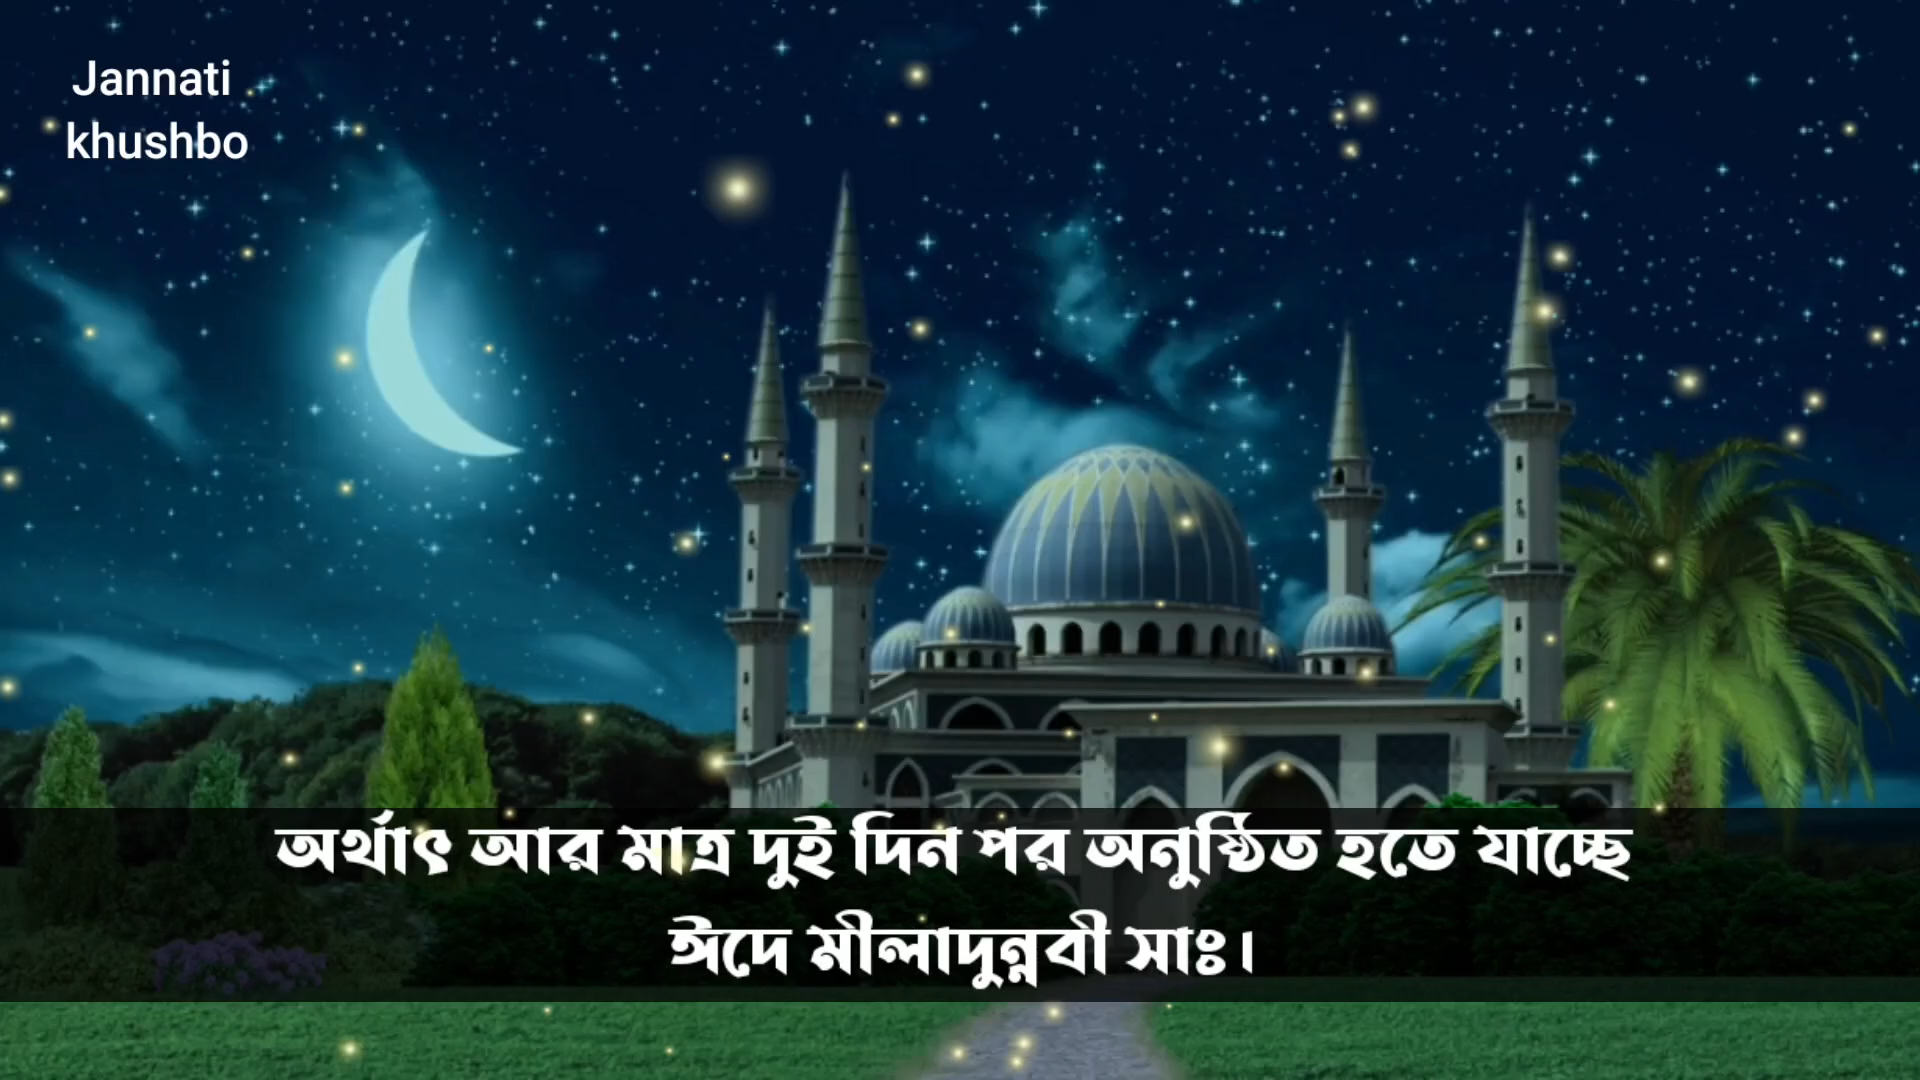 Jannati
khushbo
অর্থাৎ আর মাত্র দুই দিন পর অনুষ্ঠিত হতে যাচ্ছে
ঈদে মীলাদুন্নবী সাঃ।